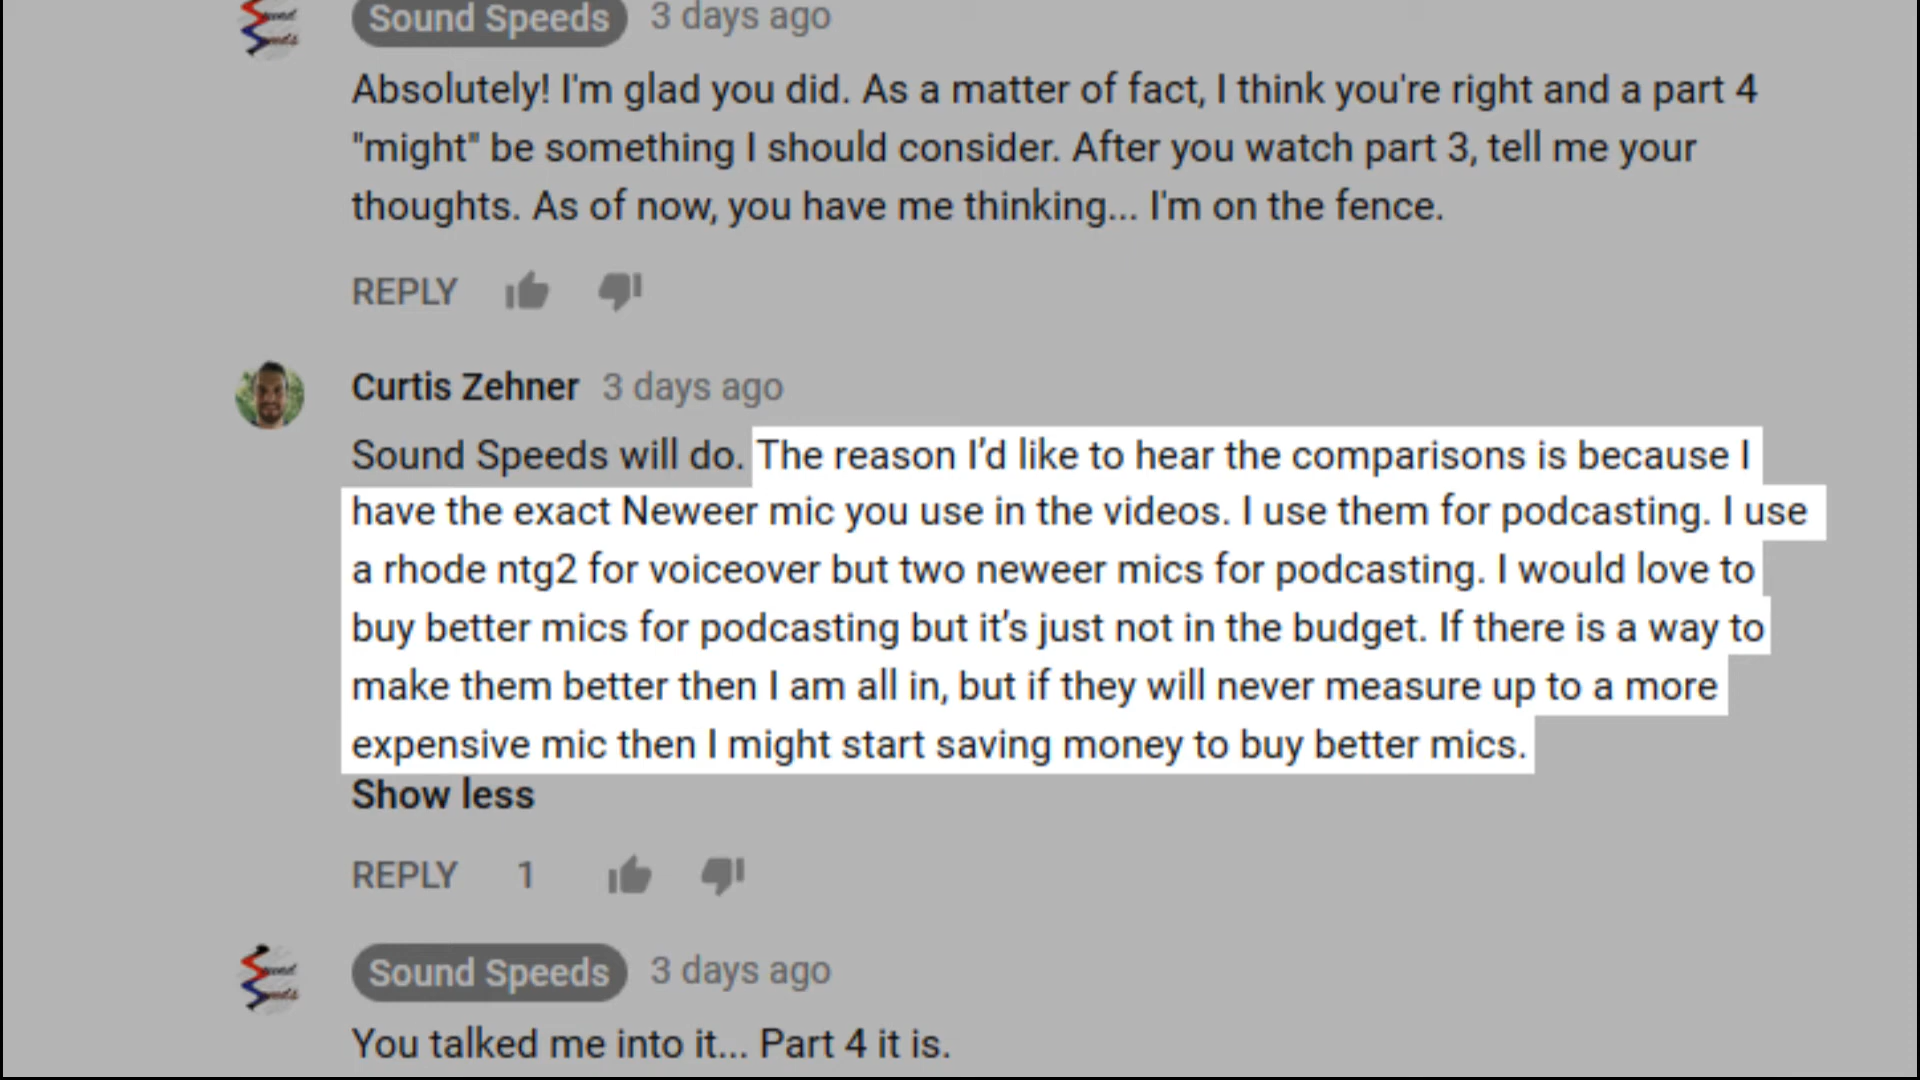 Sound Speeds 3 days ago
Absolutely! I'm glad you did. As a matter of fact, I think you're right and a part 4
"might" be something I should consider. After you watch part 3, tell me your
thoughts. As of now, you have me thinking... I'm on the fence.
REPLY
Curtis Zehner 3 days ago
Sound Speeds will do. The reason I’d like to hear the comparisons is because I
have the exact Neweer mic you use in the videos. I use them for podcasting. I use
a rhode ntg2 for voiceover but two neweer mics for podcasting. I would love to
buy better mics for podcasting but it’s just not in the budget. If there is a way to
make them better then I am all in, but if they will never measure up to a more
expensive mic then I might start saving money to buy better mics.
Show less
REPLY 1
Sound Speeds 3 days ago
You talked me into it... Part 4 it is.